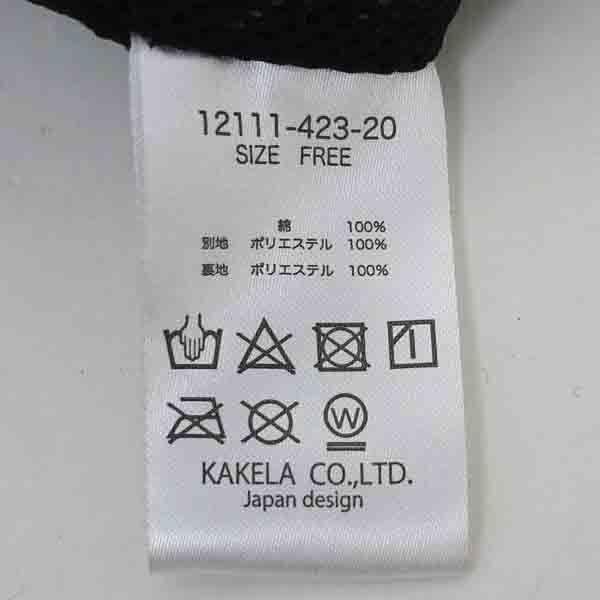 12111-423-20
SIZE FREE
綿 100%
別地 ポリエステル 100%
裏地 ポリエステル 100%
W
KAKELA CO.,LTD.
Japan design